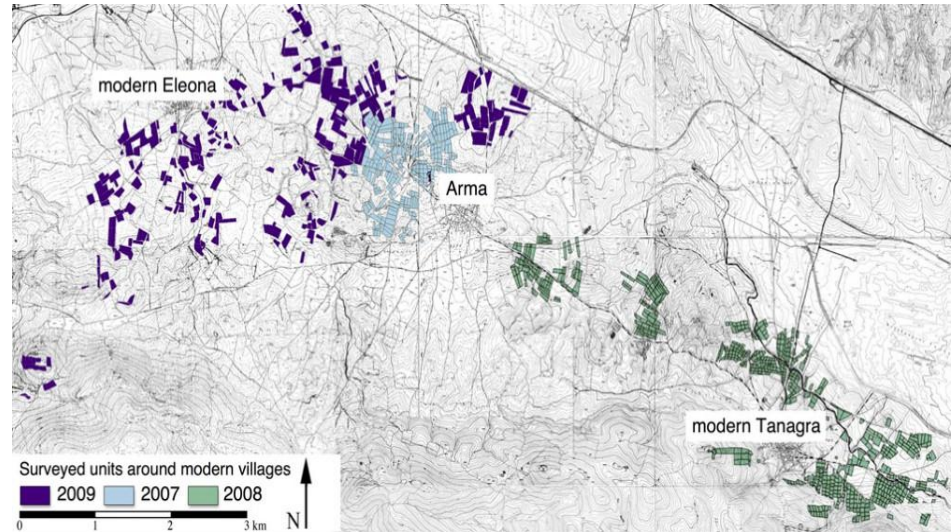 modern Eleona
Arma
modern Tanagra
Surveyed units around modern villages
2009 2007 2008
0 1 2 3 km
N